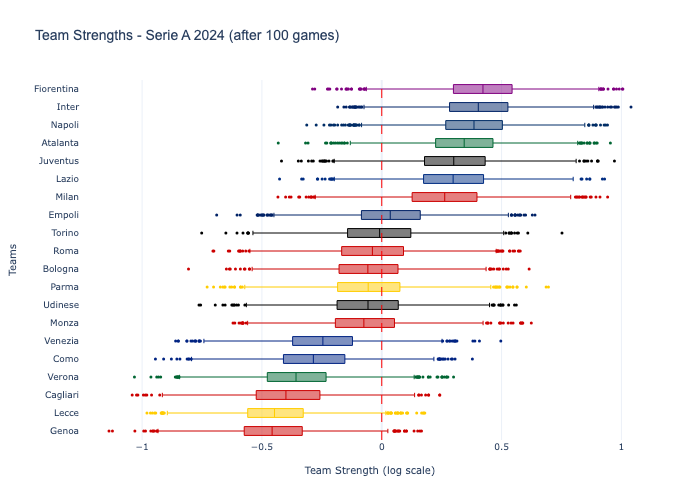 Team Strengths - Serie A 2024 (after 100 games)
Fiorentina
Inter
Napoli
Atalanta
Juventus
Lazio
Milan
Empoli
Torino
Roma
Bologna
Parma
Udinese
Monza
Venezia
Como
Verona
Cagliari
Lecce
Genoa
Teams
−1
−0.5
0
0.5
1
Team Strength (log scale)